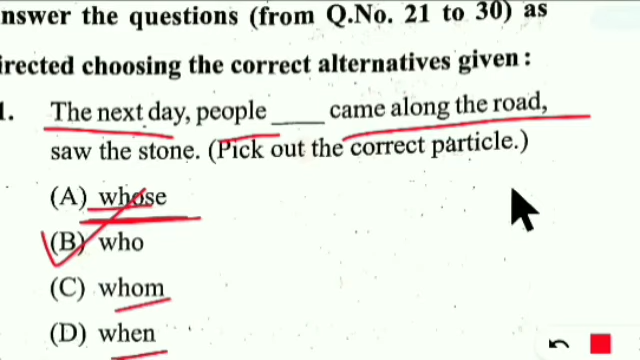 nswer the questions (from Q.No. 21 to 30) as
irected choosing the correct alternatives given :
1. The next day, people ____ came along the road,
saw the stone. (Pick out the correct particle.)
(A) whose
(B) who
(C) whom
(D) when